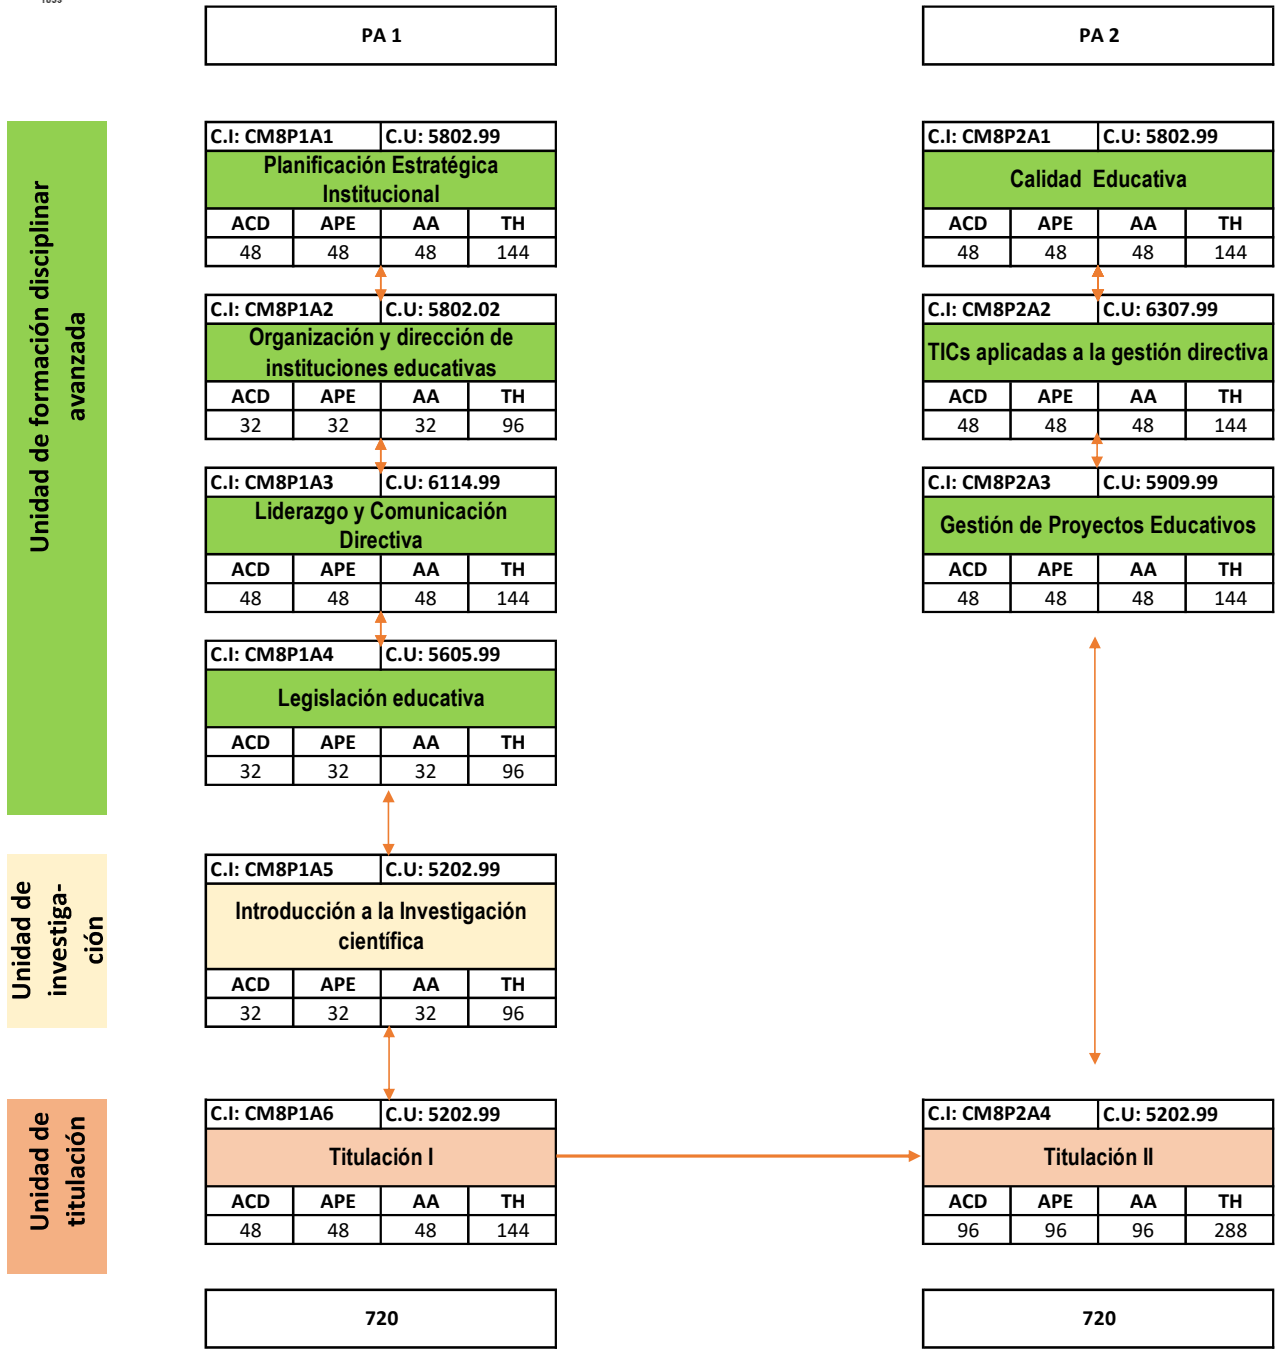 PA 1
PA 2
Unidad de formación disciplinar
avanzada
C.I: CM8P1A1 C.U: 5802.99
Planificación Estratégica
Institucional
ACD APE AA TH
48 48 48 144
C.I: CM8P1A2 C.U: 5802.02
Organización y dirección de
instituciones educativas
ACD APE AA TH
32 32 32 96
C.I: CM8P1A3 C.U: 6114.99
Liderazgo y Comunicación
Directiva
ACD APE AA TH
48 48 48 144
C.I: CM8P1A4 C.U: 5605.99
Legislación educativa
ACD APE AA TH
32 32 32 96
C.I: CM8P2A1 C.U: 5802.99
Calidad Educativa
ACD APE AA TH
48 48 48 144
C.I: CM8P2A2 C.U: 6307.99
TICs aplicadas a la gestión directiva
ACD APE AA TH
48 48 48 144
C.I: CM8P2A3 C.U: 5909.99
Gestión de Proyectos Educativos
ACD APE AA TH
48 48 48 144
Unidad de
investiga-
ción
C.I: CM8P1A5 C.U: 5202.99
Introducción a la Investigación
científica
ACD APE AA TH
32 32 32 96
Unidad de
titulación
C.I: CM8P1A6 C.U: 5202.99
Titulación I
ACD APE AA TH
48 48 48 144
C.I: CM8P2A4 C.U: 5202.99
Titulación II
ACD APE AA TH
96 96 96 288
720
720